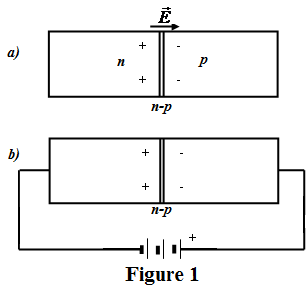 E
a)
+ -
n p
+ -
n-p
b)
+ -
+ -
n-p
+
Figure 1